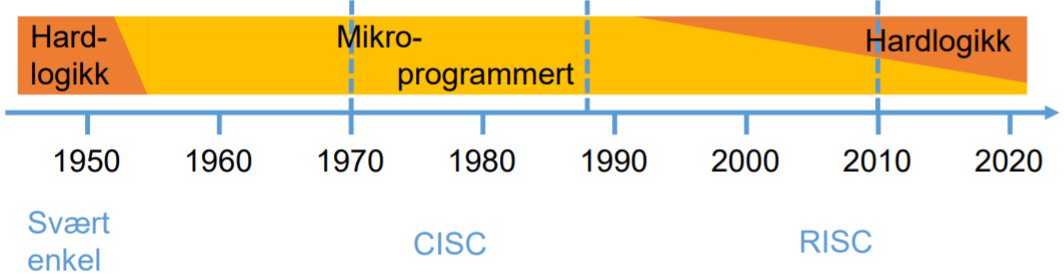 Hard-
logikk
Mikro-
programmert
Hardlogikk
1950 1960 1970 1980 1990 2000 2010 2020
Svært
enkel
CISC
RISC